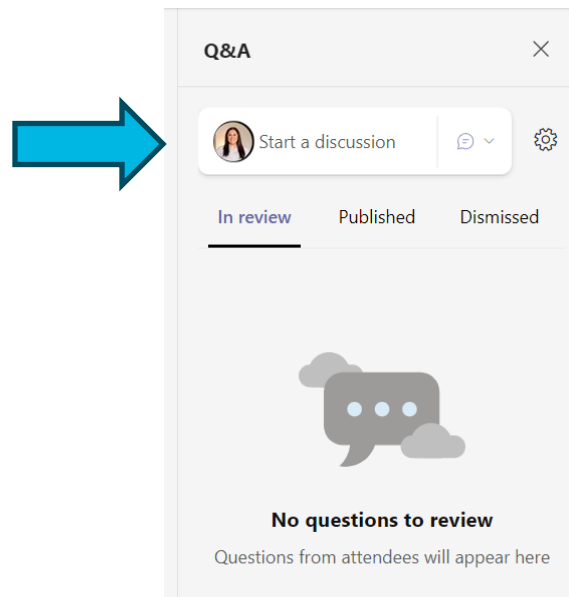 Q&A
Start a discussion
In review Published Dismissed
No questions to review
Questions from attendees will appear here